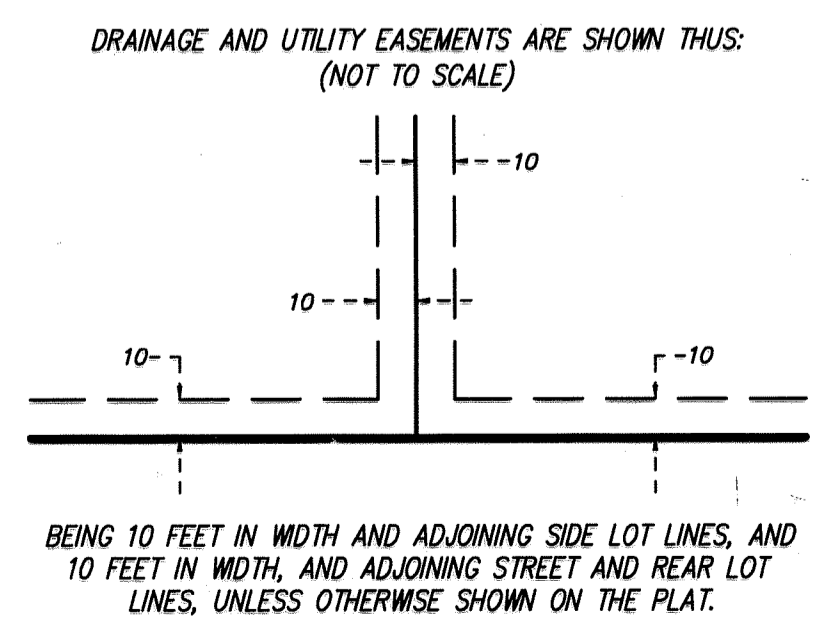 DRAINAGE AND UTILITY EASEMENTS ARE SHOWN THUS:
(NOT TO SCALE)
10
10
10
10
BEING 10 FEET IN WIDTH AND ADJOINING SIDE LOT LINES, AND
10 FEET IN WIDTH, AND ADJOINING STREET AND REAR LOT
LINES, UNLESS OTHERWISE SHOWN ON THE PLAT.